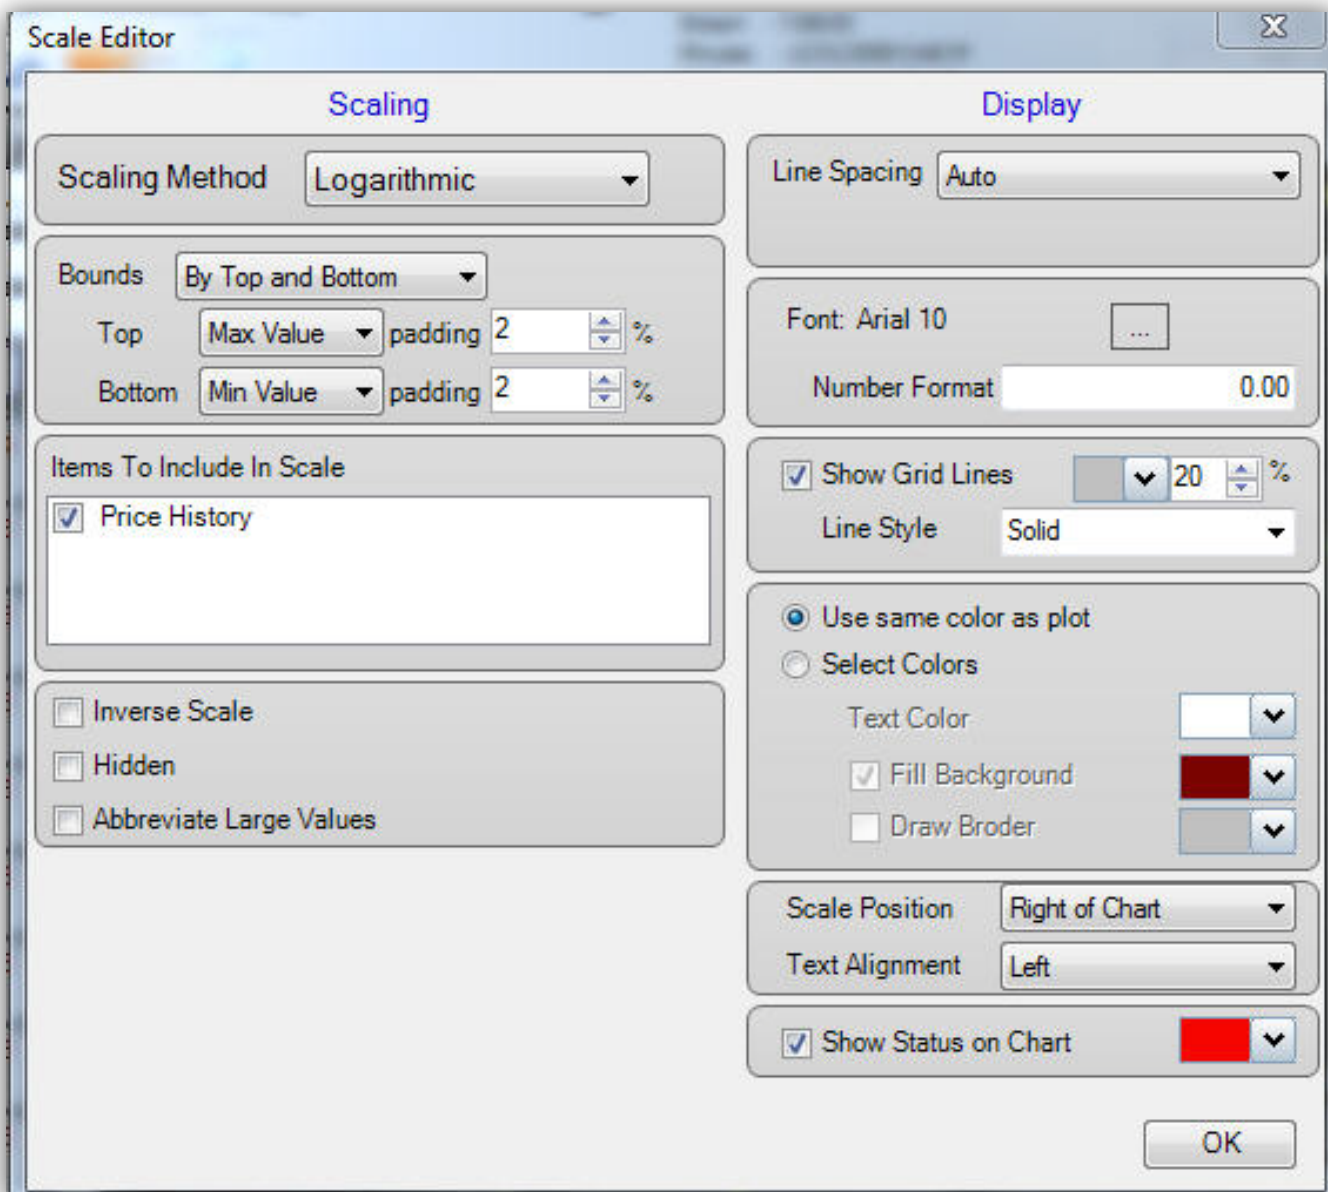 Scale Editor
Scaling
Scaling Method Logarithmic
Bounds By Top and Bottom
Top Max Value padding 2 %
Bottom Min Value padding 2 %
Items To Include In Scale
Price History
Inverse Scale
Hidden
Abbreviate Large Values
Display
Line Spacing Auto
Font: Arial 10 ...
Number Format 0.00
Show Grid Lines 20 %
Line Style Solid
Use same color as plot
Select Colors
Text Color
Fill Background
Draw Broder
Scale Position Right of Chart
Text Alignment Left
Show Status on Chart
OK